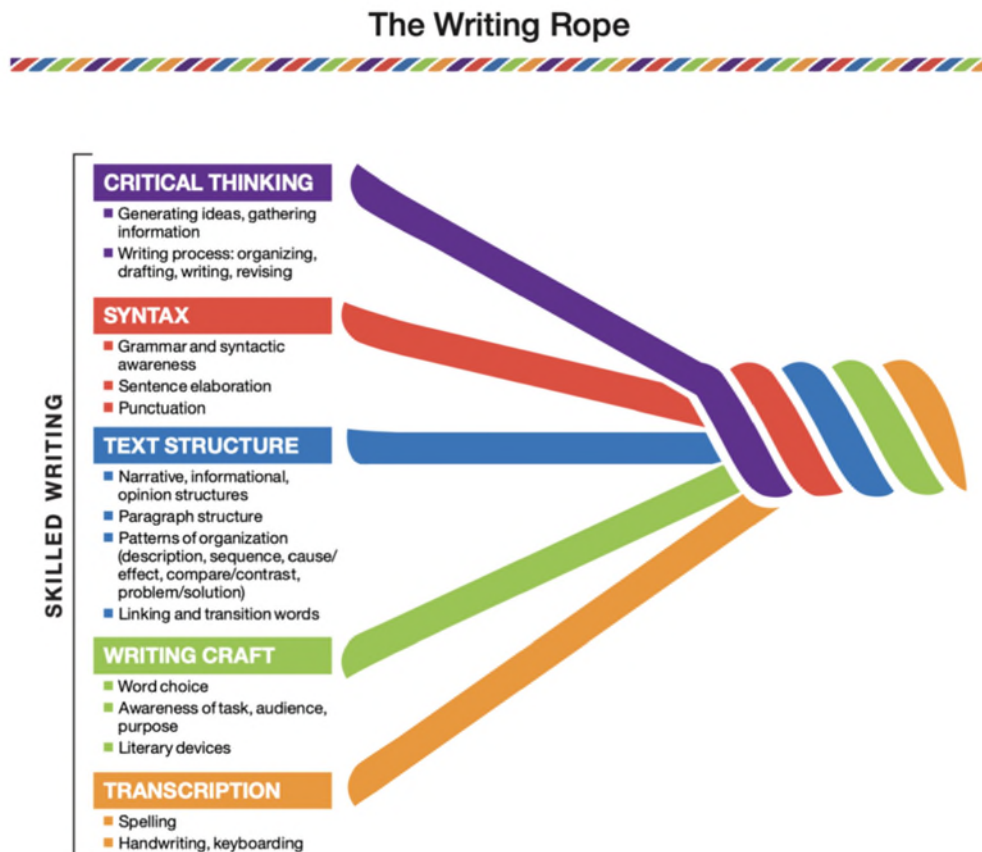 The Writing Rope
SKILLED WRITING
CRITICAL THINKING
Generating ideas, gathering
information
Writing process: organizing,
drafting, writing, revising
SYNTAX
Grammar and syntactic
awareness
Sentence elaboration
Punctuation
TEXT STRUCTURE
Narrative, informational,
opinion structures
Paragraph structure
Patterns of organization
(description, sequence, cause/
effect, compare/contrast,
problem/solution)
Linking and transition words
WRITING CRAFT
Word choice
Awareness of task, audience,
purpose
Literary devices
TRANSCRIPTION
Spelling
Handwriting, keyboarding